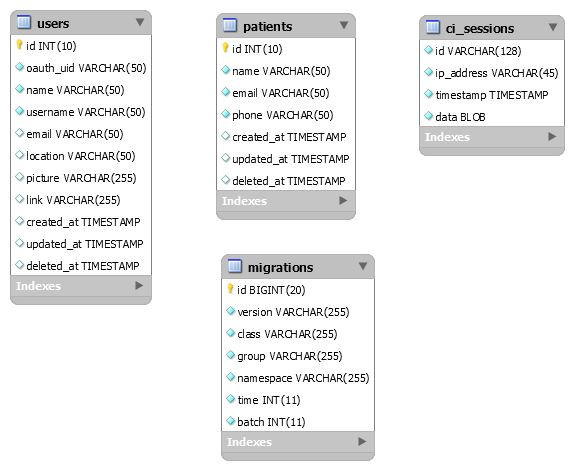 users
id INT(10)
oauth_uid VARCHAR(50)
name VARCHAR(50)
username VARCHAR(50)
email VARCHAR(50)
location VARCHAR(50)
picture VARCHAR(255)
link VARCHAR(255)
created_at TIMESTAMP
updated_at TIMESTAMP
deleted_at TIMESTAMP
Indexes
patients
id INT(10)
name VARCHAR(50)
email VARCHAR(50)
phone VARCHAR(50)
created_at TIMESTAMP
updated_at TIMESTAMP
deleted_at TIMESTAMP
Indexes
ci_sessions
id VARCHAR(128)
ip_address VARCHAR(45)
timestamp TIMESTAMP
data BLOB
Indexes
migrations
id BIGINT(20)
version VARCHAR(255)
class VARCHAR(255)
group VARCHAR(255)
namespace VARCHAR(255)
time INT(11)
batch INT(11)
Indexes